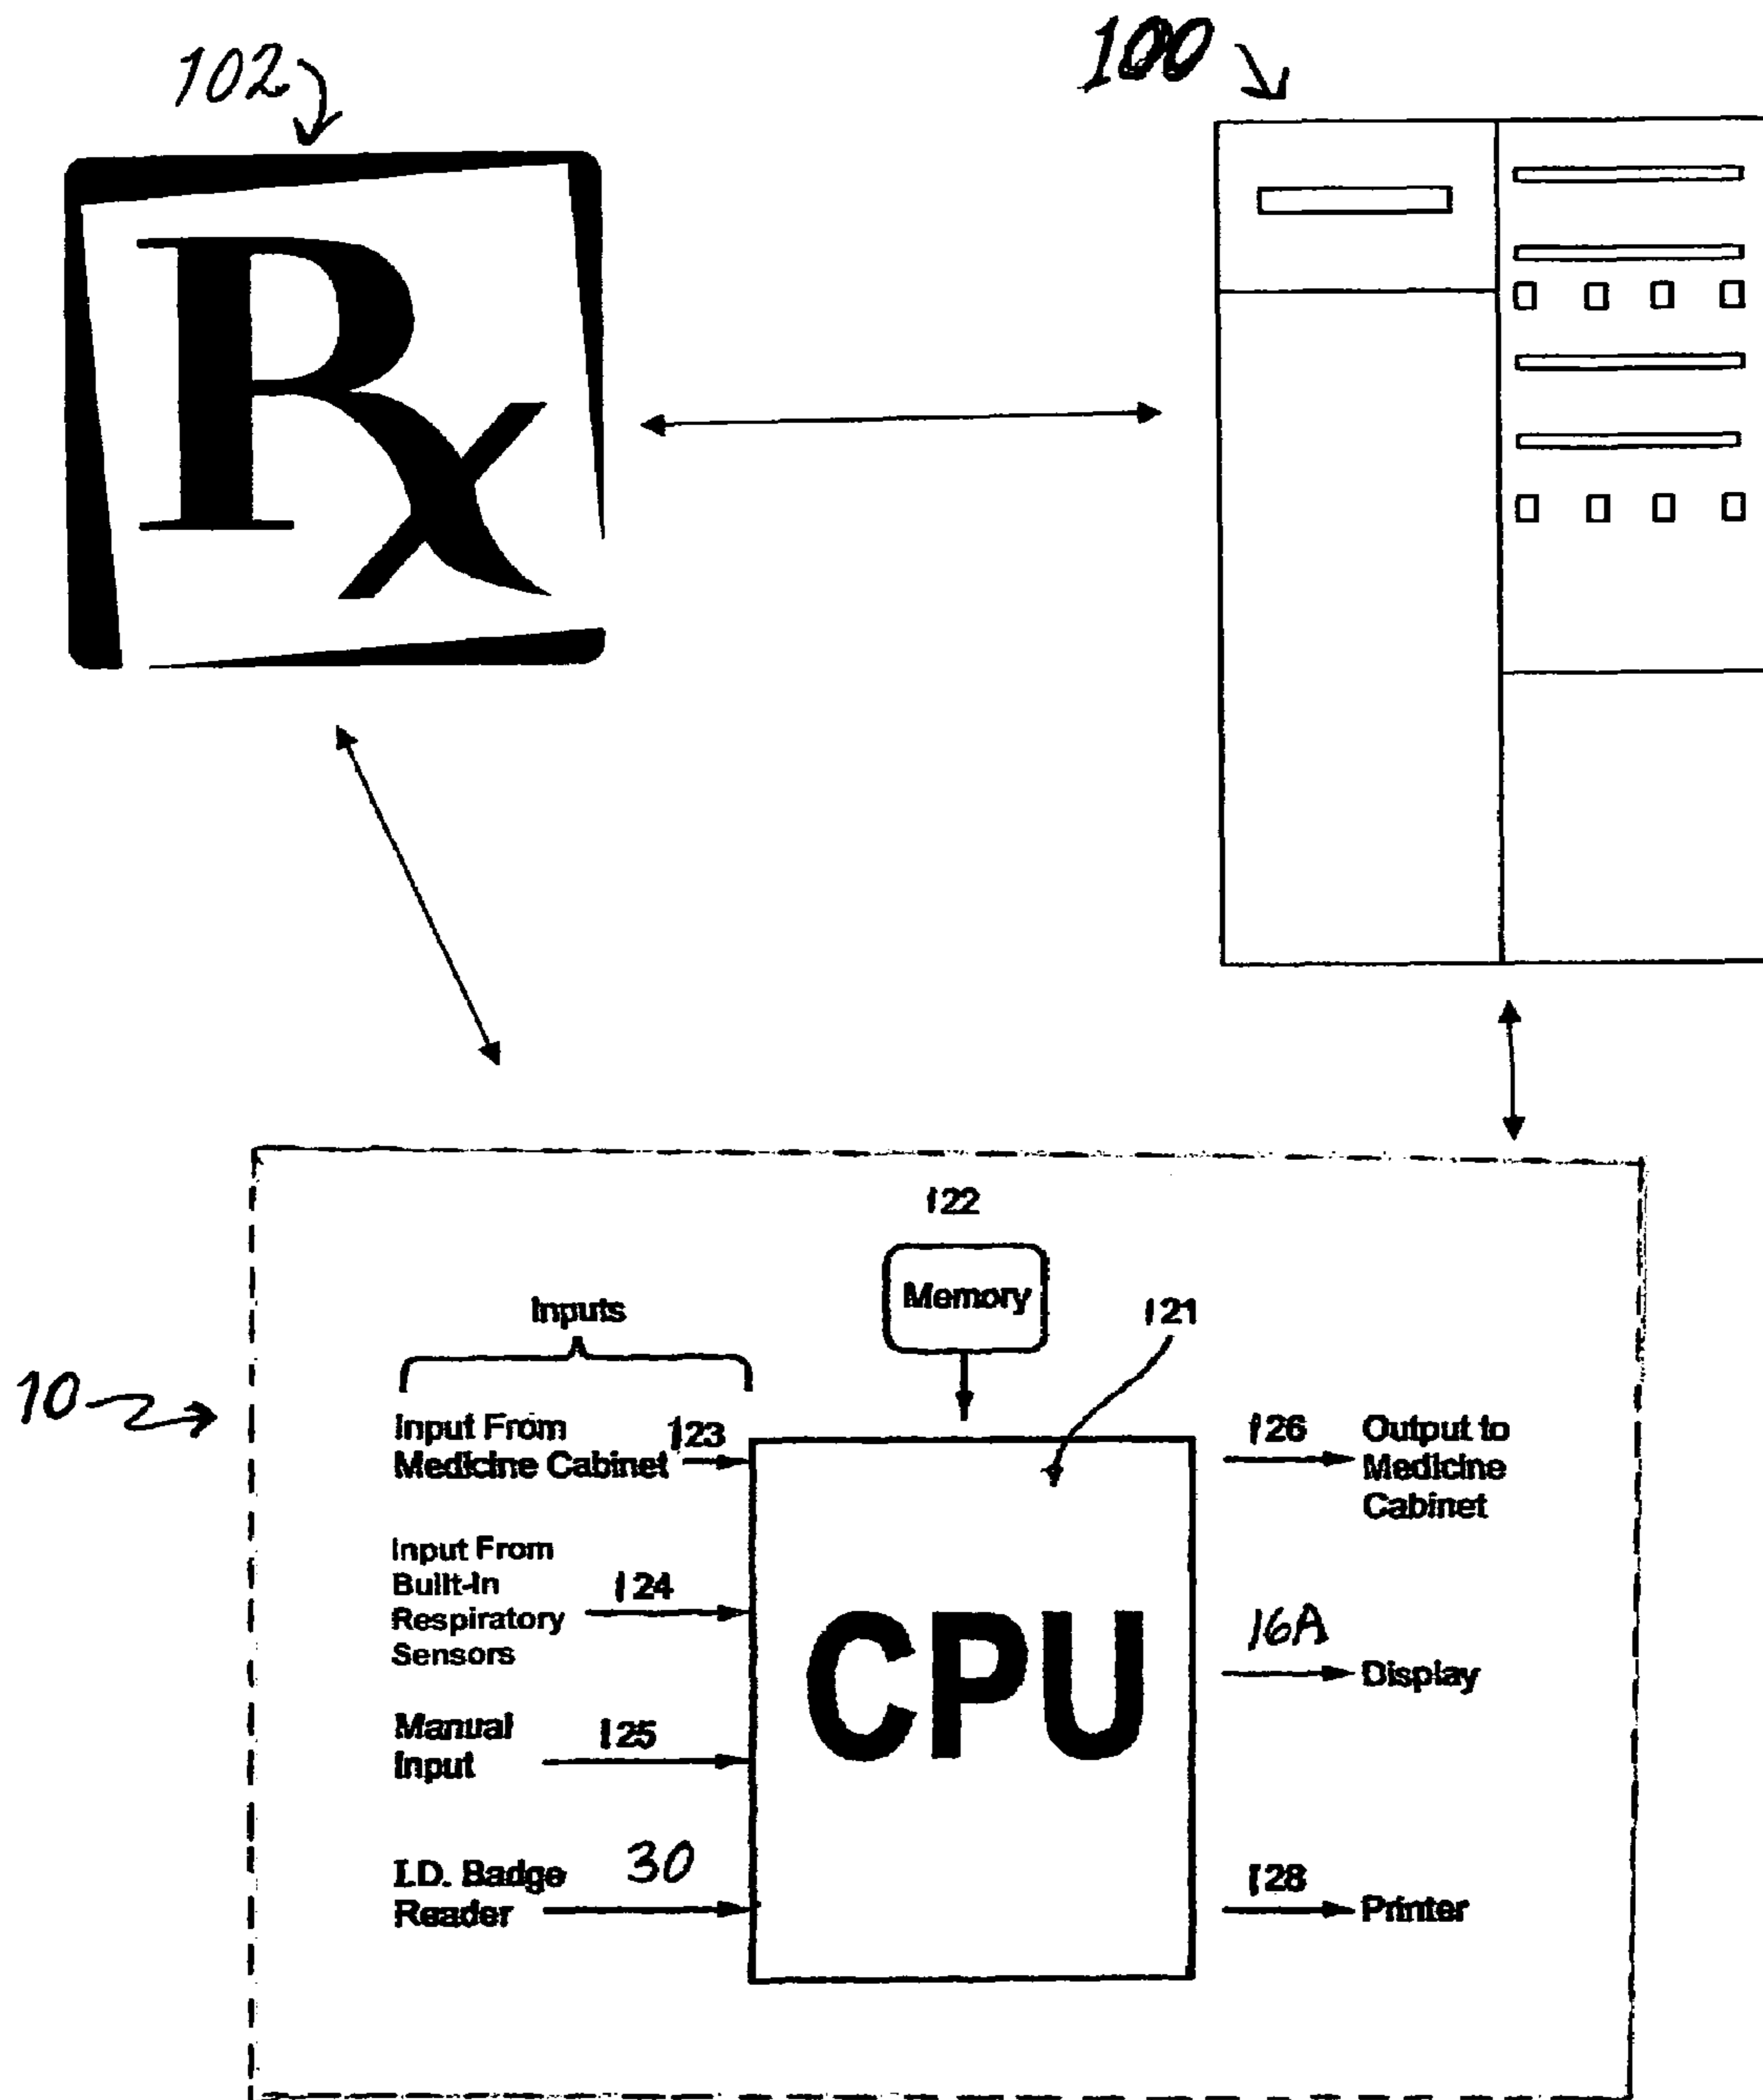 102
100
Rx
122
Memory
Inputs
121
10
Input From
Medicine Cabinet
123
126
Output to
Medicine
Cabinet
Input From
Built-In
Respiratory
Sensors
124
CPU
16A
Display
Manual
Input
125
I.D. Badge
Reader
30
128
Printer